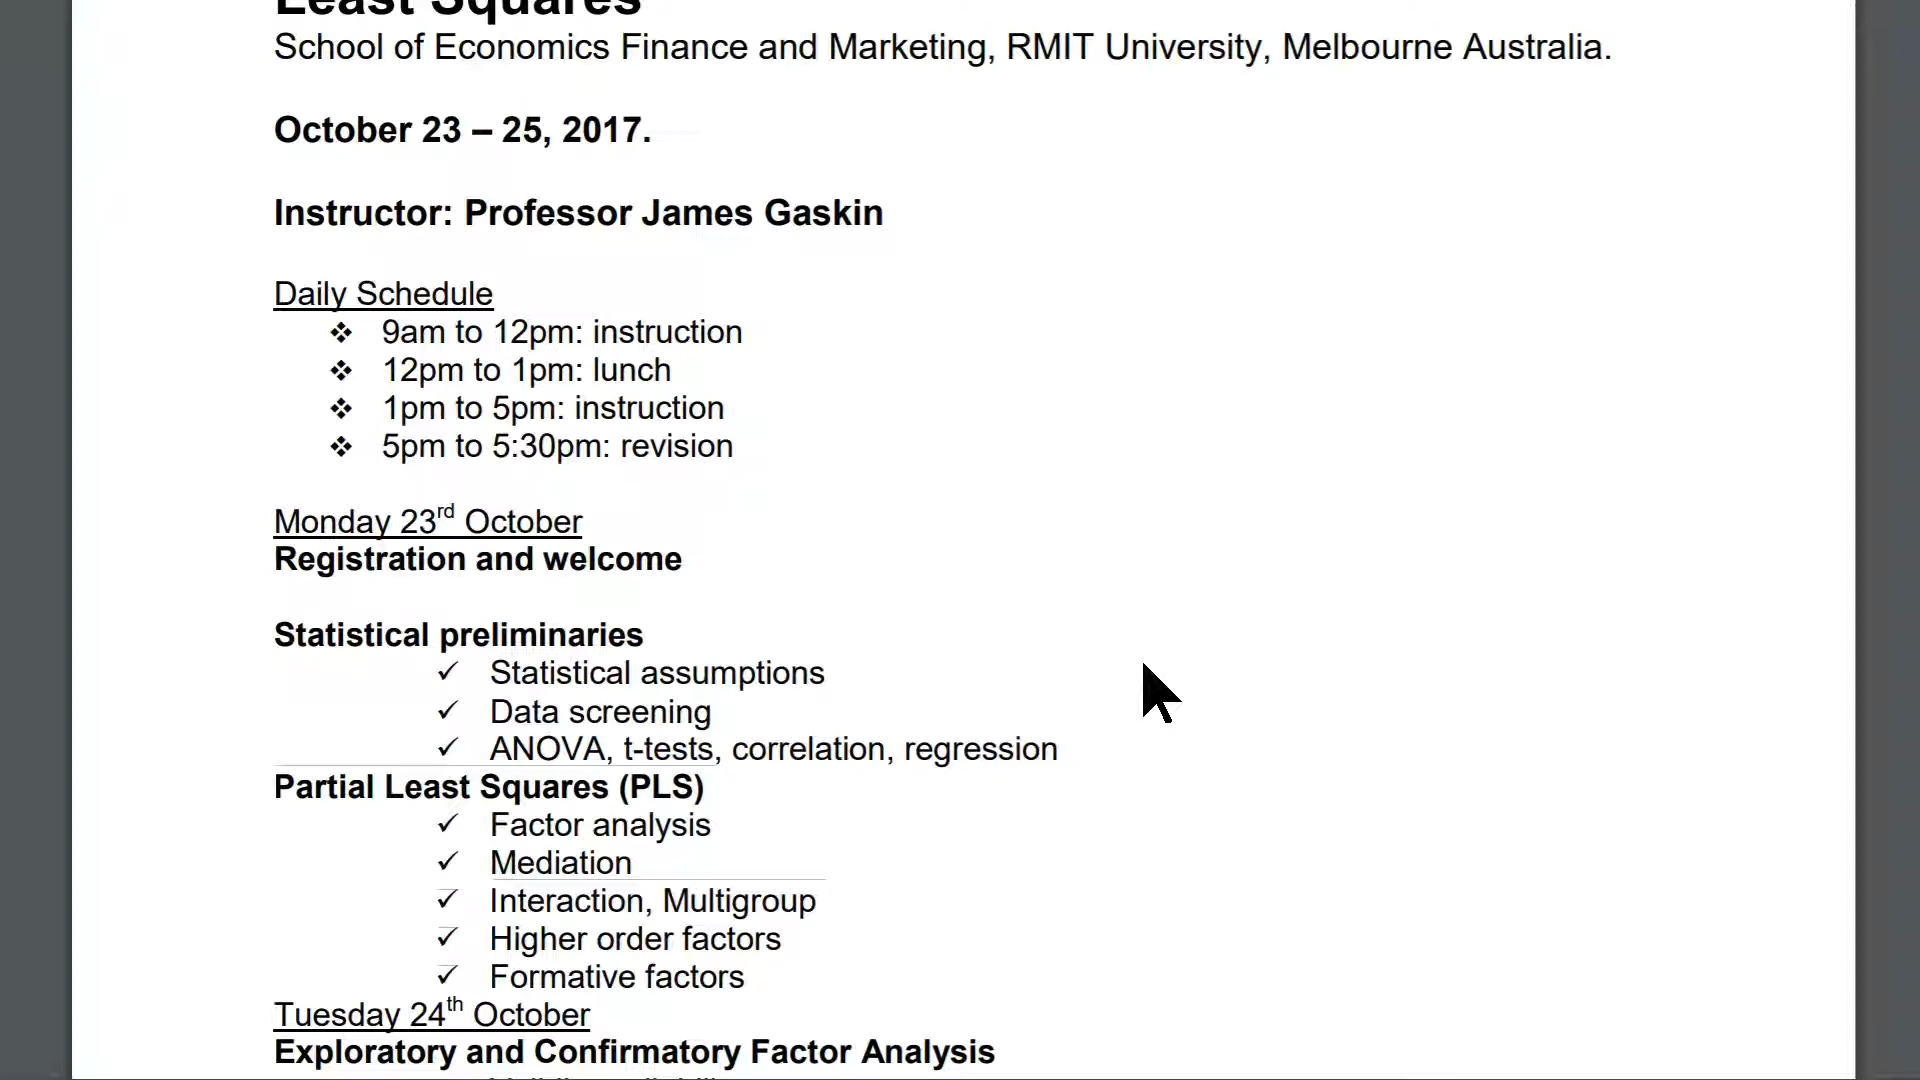 Least Squares
School of Economics Finance and Marketing, RMIT University, Melbourne Australia.
October 23 – 25, 2017.
Instructor: Professor James Gaskin
Daily Schedule
❖ 9am to 12pm: instruction
❖ 12pm to 1pm: lunch
❖ 1pm to 5pm: instruction
❖ 5pm to 5:30pm: revision
Monday 23rd October
Registration and welcome
Statistical preliminaries
✓ Statistical assumptions
✓ Data screening
✓ ANOVA, t-tests, correlation, regression
Partial Least Squares (PLS)
✓ Factor analysis
✓ Mediation
✓ Interaction, Multigroup
✓ Higher order factors
✓ Formative factors
Tuesday 24th October
Exploratory and Confirmatory Factor Analysis